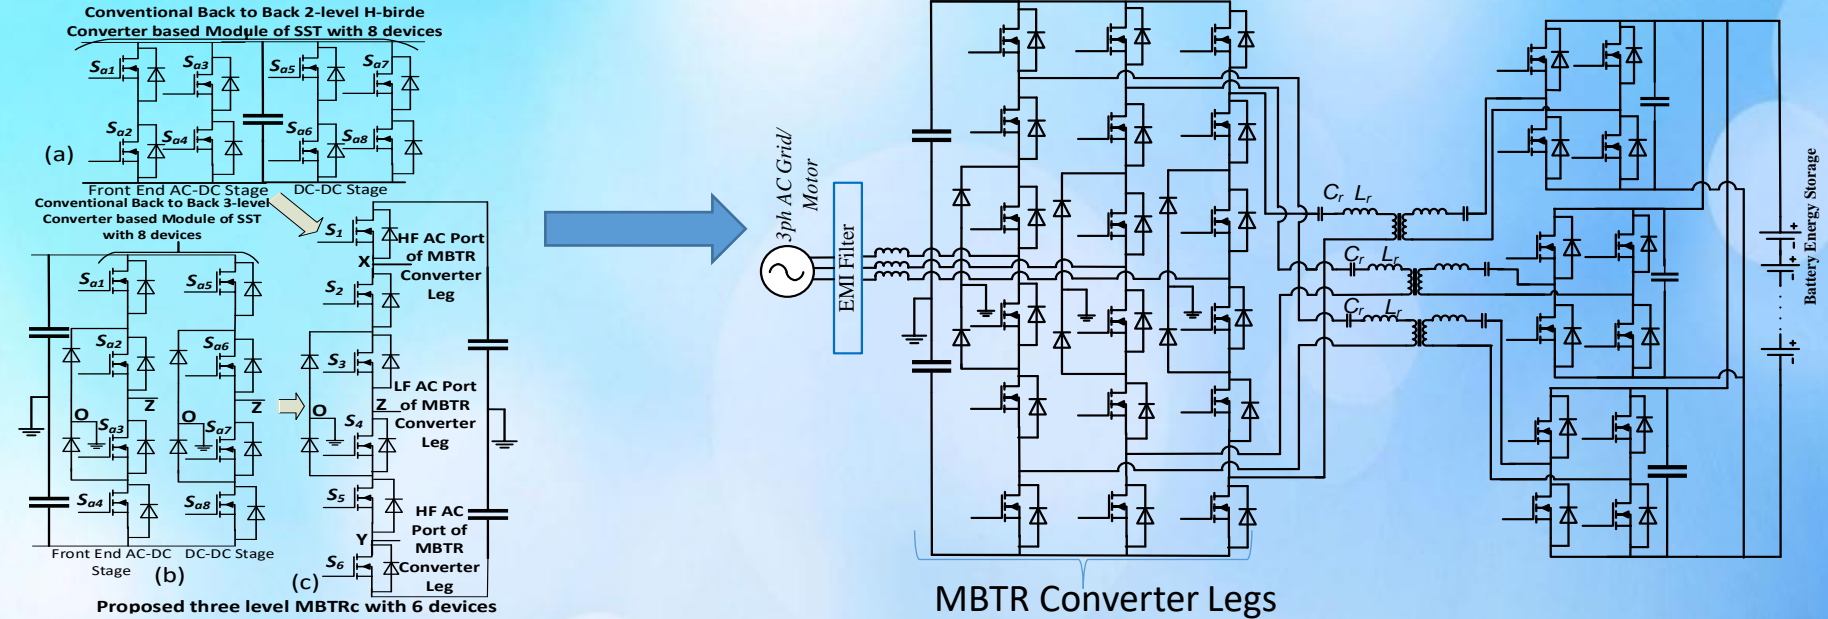 Conventional Back to Back 2-level H-birde
Converter based Module of SST with 8 devices
Sa1
Sa3
Sa5
Sa7
Sa2
Sa4
Sa6
Sa8
(a)
Front End AC-DC Stage
DC-DC Stage
Conventional Back to Back 3-level
Converter based Module of SST
with 8 devices
Sa1
Sa5
Sa2
Sa6
Z
Z
O
O
Sa3
Sa7
Sa4
Sa8
Front End AC-DC
Stage
DC-DC Stage
(b)
S1
HF AC Port
of MBTR
Converter
Leg
X
S2
S3
LF AC Port
of MBTR
Converter
Leg
O
Z
S4
S5
HF AC
Port of
MBTR
Converter
Leg
Y
S6
(c)
Proposed three level MBTRc with 6 devices
3ph AC Grid/
Motor
EMI Filter
Cr Lr
Cr Lr
Cr Lr
Battery Energy Storage
MBTR Converter Legs